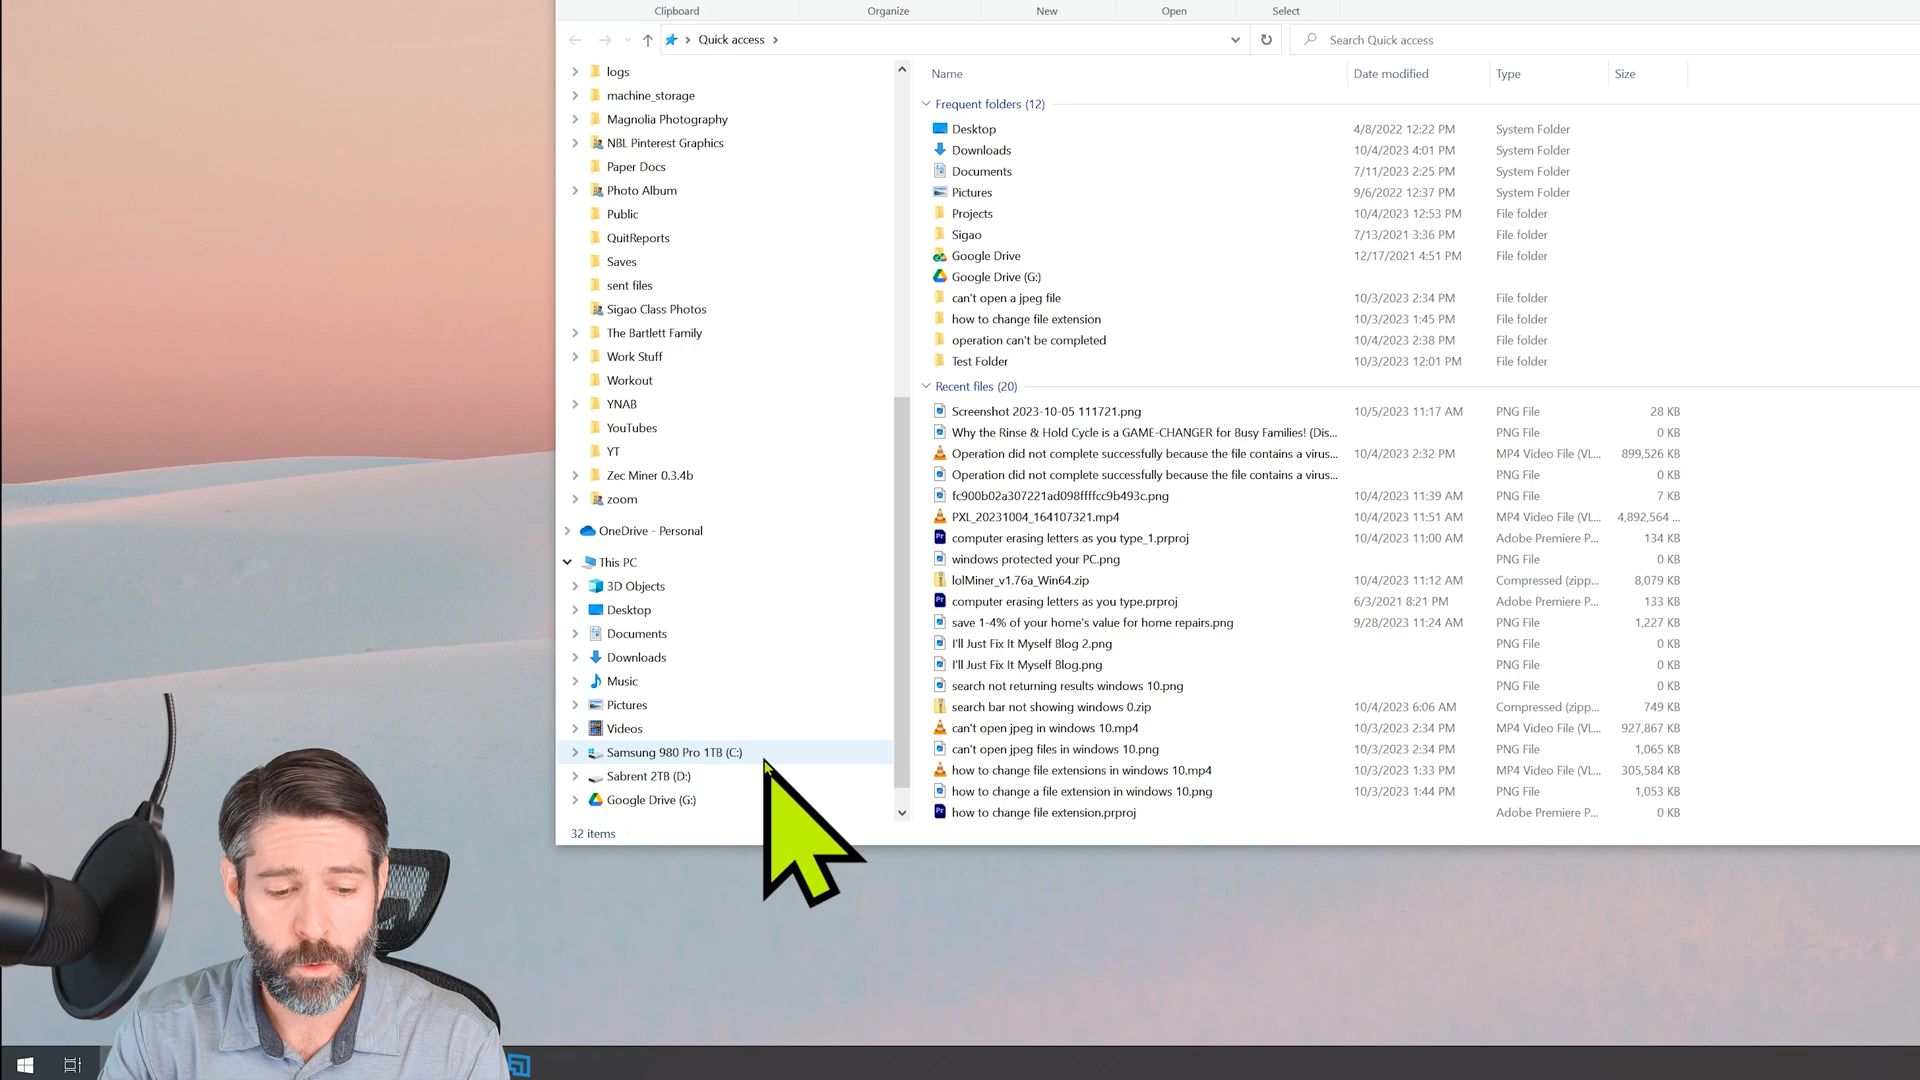 Clipboard Organize New Open Select
Quick access
Search Quick access
logs
machine_storage
Magnolia Photography
NBL Pinterest Graphics
Paper Docs
Photo Album
Public
QuitReports
Saves
sent files
Sigao Class Photos
The Bartlett Family
Work Stuff
Workout
YNAB
YouTubes
YT
Zec Miner 0.3.4b
zoom
OneDrive - Personal
This PC
3D Objects
Desktop
Documents
Downloads
Music
Pictures
Videos
Samsung 980 Pro 1TB (C:)
Sabrent 2TB (D:)
Google Drive (G:)
32 items
Name Date modified Type Size
Frequent folders (12)
Desktop 4/8/2022 12:22 PM System Folder
Downloads 10/4/2023 4:01 PM System Folder
Documents 7/11/2023 2:25 PM System Folder
Pictures 9/6/2022 12:37 PM System Folder
Projects 10/4/2023 12:53 PM File folder
Sigao 7/13/2021 3:36 PM File folder
Google Drive 12/17/2021 4:51 PM File folder
Google Drive (G:)
can't open a jpeg file 10/3/2023 2:34 PM File folder
how to change file extension 10/3/2023 1:45 PM File folder
operation can't be completed 10/4/2023 2:38 PM File folder
Test Folder 10/3/2023 12:01 PM File folder
Recent files (20)
Screenshot 2023-10-05 111721.png 10/5/2023 11:17 AM PNG File 28 KB
Why the Rinse & Hold Cycle is a GAME-CHANGER for Busy Families! (Dis... PNG File 0 KB
Operation did not complete successfully because the file contains a virus... 10/4/2023 2:32 PM MP4 Video File (VL... 899,526 KB
Operation did not complete successfully because the file contains a virus... PNG File 0 KB
fc900b02a307221ad098ffffcc9b493c.png 10/4/2023 11:39 AM PNG File 7 KB
PXL_20231004_164107321.mp4 10/4/2023 11:51 AM MP4 Video File (VL... 4,892,564 ...
computer erasing letters as you type_1.prproj 10/4/2023 11:00 AM Adobe Premiere P... 134 KB
windows protected your PC.png PNG File 0 KB
lolMiner_v1.76a_Win64.zip 10/4/2023 11:12 AM Compressed (zipp... 8,079 KB
computer erasing letters as you type.prproj 6/3/2021 8:21 PM Adobe Premiere P... 133 KB
save 1-4% of your home's value for home repairs.png 9/28/2023 11:24 AM PNG File 1,227 KB
I'll Just Fix It Myself Blog 2.png PNG File 0 KB
I'll Just Fix It Myself Blog.png PNG File 0 KB
search not returning results windows 10.png PNG File 0 KB
search bar not showing windows 0.zip 10/4/2023 6:06 AM Compressed (zipp... 749 KB
can't open jpeg in windows 10.mp4 10/3/2023 2:34 PM MP4 Video File (VL... 927,867 KB
can't open jpeg files in windows 10.png 10/3/2023 2:34 PM PNG File 1,065 KB
how to change file extensions in windows 10.mp4 10/3/2023 1:33 PM MP4 Video File (VL... 305,584 KB
how to change a file extension in windows 10.png 10/3/2023 1:44 PM PNG File 1,053 KB
how to change file extension.prproj Adobe Premiere P... 0 KB